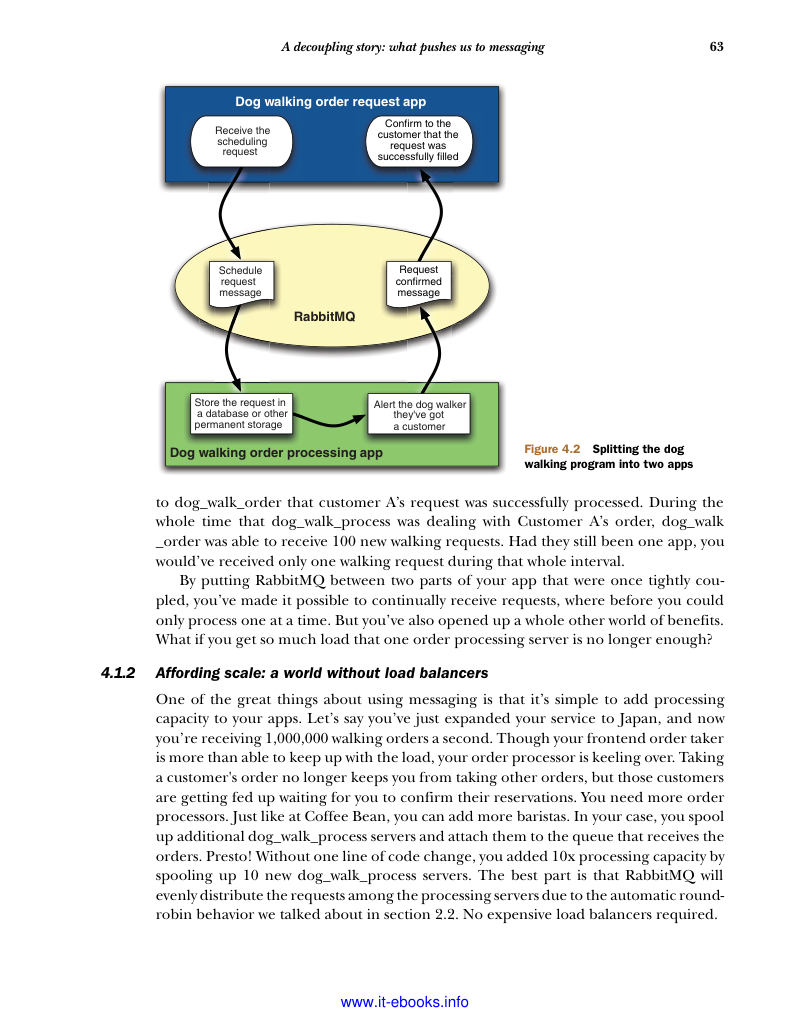 A decoupling story: what pushes us to messaging
63
Dog walking order request app
Receive the
scheduling
request
Confirm to the
customer that the
request was
successfully filled
Schedule
request
message
Request
confirmed
message
RabbitMQ
Store the request in
a database or other
permanent storage
Alert the dog walker
they've got
a customer
Dog walking order processing app
Figure 4.2 Splitting the dog
walking program into two apps
to dog_walk_order that customer A’s request was successfully processed. During the
whole time that dog_walk_process was dealing with Customer A’s order, dog_walk
_order was able to receive 100 new walking requests. Had they still been one app, you
would’ve received only one walking request during that whole interval.
By putting RabbitMQ between two parts of your app that were once tightly cou-
pled, you’ve made it possible to continually receive requests, where before you could
only process one at a time. But you’ve also opened up a whole other world of benefits.
What if you get so much load that one order processing server is no longer enough?
4.1.2 Affording scale: a world without load balancers
One of the great things about using messaging is that it’s simple to add processing
capacity to your apps. Let’s say you’ve just expanded your service to Japan, and now
you’re receiving 1,000,000 walking orders a second. Though your frontend order taker
is more than able to keep up with the load, your order processor is keeling over. Taking
a customer's order no longer keeps you from taking other orders, but those customers
are getting fed up waiting for you to confirm their reservations. You need more order
processors. Just like at Coffee Bean, you can add more baristas. In your case, you spool
up additional dog_walk_process servers and attach them to the queue that receives the
orders. Presto! Without one line of code change, you added 10x processing capacity by
spooling up 10 new dog_walk_process servers. The best part is that RabbitMQ will
evenly distribute the requests among the processing servers due to the automatic round-
robin behavior we talked about in section 2.2. No expensive load balancers required.
www.it-ebooks.info